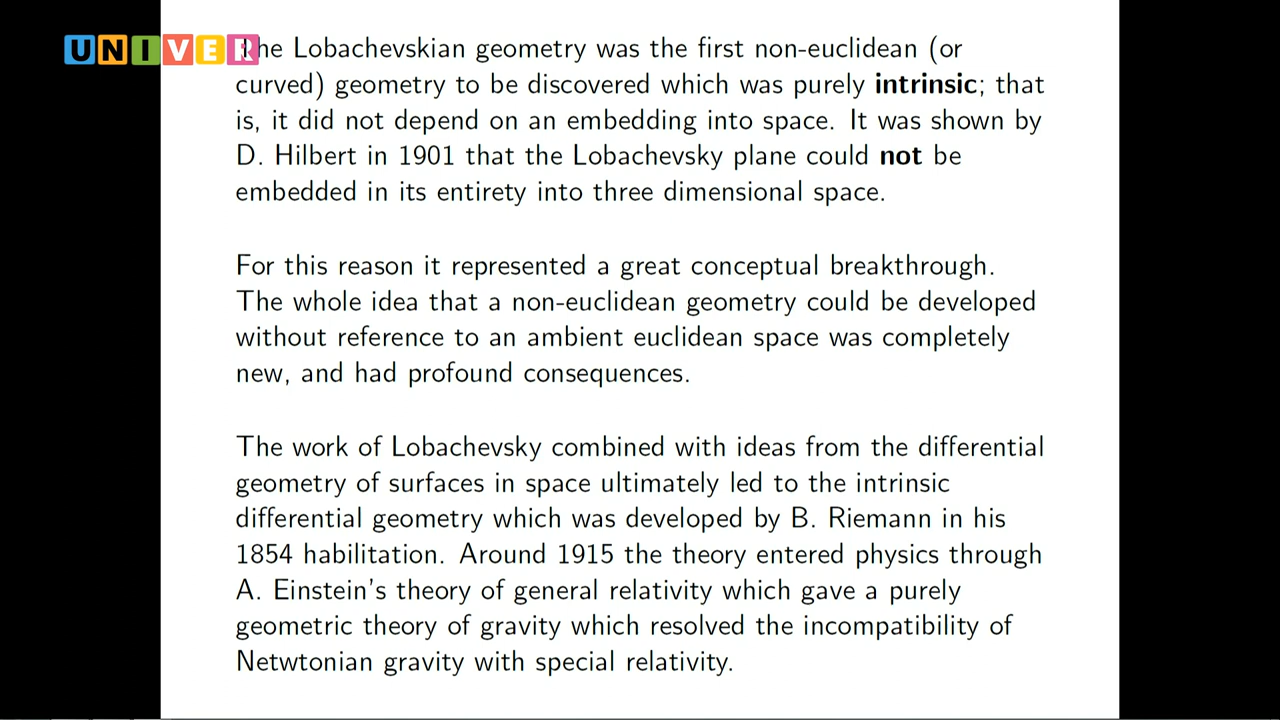 UNIVER
The Lobachevskian geometry was the first non-euclidean (or
curved) geometry to be discovered which was purely intrinsic; that
is, it did not depend on an embedding into space. It was shown by
D. Hilbert in 1901 that the Lobachevsky plane could not be
embedded in its entirety into three dimensional space.
For this reason it represented a great conceptual breakthrough.
The whole idea that a non-euclidean geometry could be developed
without reference to an ambient euclidean space was completely
new, and had profound consequences.
The work of Lobachevsky combined with ideas from the differential
geometry of surfaces in space ultimately led to the intrinsic
differential geometry which was developed by B. Riemann in his
1854 habilitation. Around 1915 the theory entered physics through
A. Einstein's theory of general relativity which gave a purely
geometric theory of gravity which resolved the incompatibility of
Netwtonian gravity with special relativity.